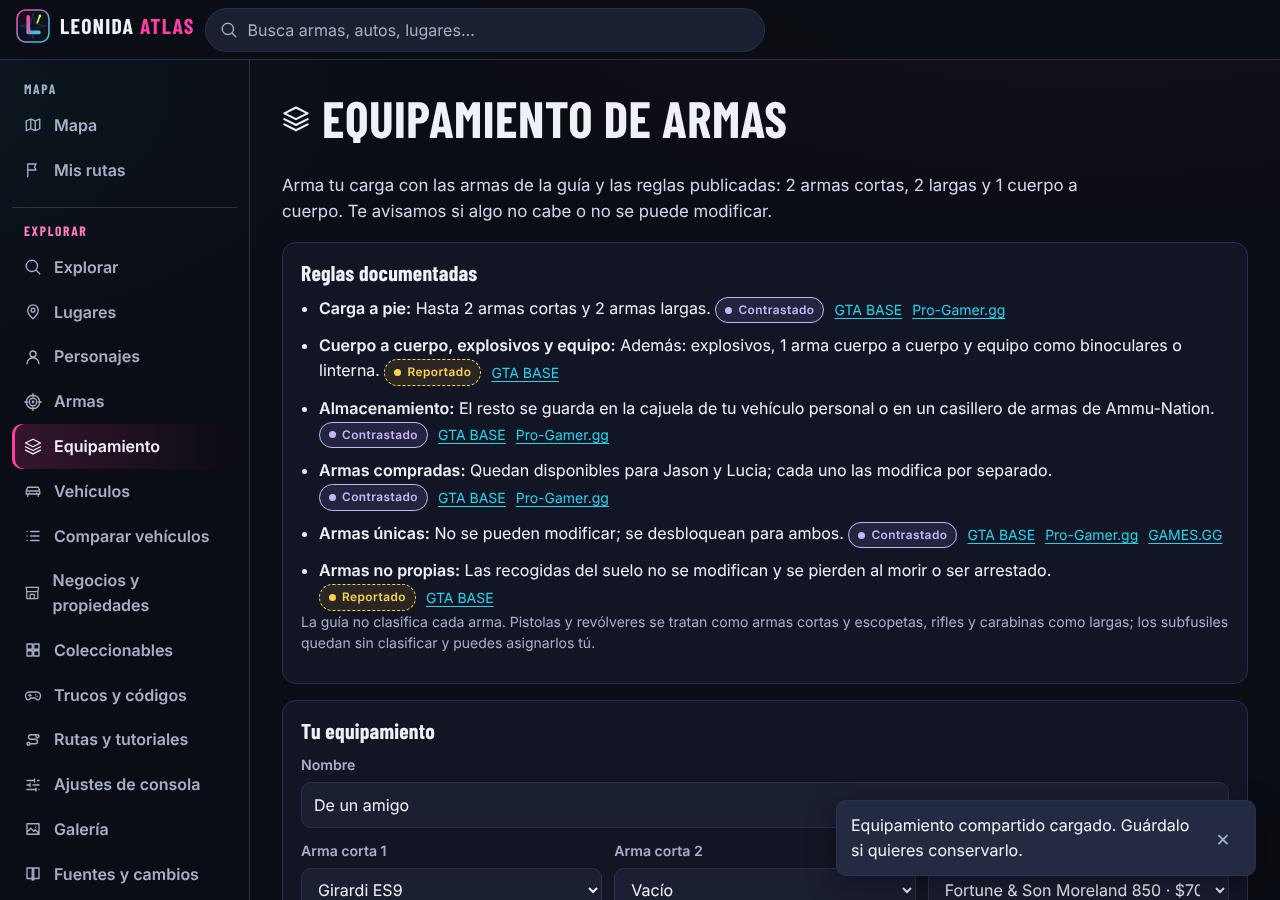 LEONIDA ATLAS
Busca armas, autos, lugares...
MAPA
Mapa
Mis rutas
EXPLORAR
Explorar
Lugares
Personajes
Armas
Equipamiento
Vehículos
Comparar vehículos
Negocios y
propiedades
Coleccionables
Trucos y códigos
Rutas y tutoriales
Ajustes de consola
Galería
Fuentes y cambios
EQUIPAMIENTO DE ARMAS
Arma tu carga con las armas de la guía y las reglas publicadas: 2 armas cortas, 2 largas y 1 cuerpo a
cuerpo. Te avisamos si algo no cabe o no se puede modificar.
Reglas documentadas
• Carga a pie: Hasta 2 armas cortas y 2 armas largas. Contrastado GTA BASE Pro-Gamer.gg
• Cuerpo a cuerpo, explosivos y equipo: Además: explosivos, 1 arma cuerpo a cuerpo y equipo como binoculares o
linterna. Reportado GTA BASE
• Almacenamiento: El resto se guarda en la cajuela de tu vehículo personal o en un casillero de armas de Ammu-Nation.
Contrastado GTA BASE Pro-Gamer.gg
• Armas compradas: Quedan disponibles para Jason y Lucia; cada uno las modifica por separado.
Contrastado GTA BASE Pro-Gamer.gg
• Armas únicas: No se pueden modificar; se desbloquean para ambos. Contrastado GTA BASE Pro-Gamer.gg GAMES.GG
• Armas no propias: Las recogidas del suelo no se modifican y se pierden al morir o ser arrestado.
Reportado GTA BASE
La guía no clasifica cada arma. Pistolas y revólveres se tratan como armas cortas y escopetas, rifles y carabinas como largas; los subfusiles
quedan sin clasificar y puedes asignarlos tú.
Tu equipamiento
Nombre
De un amigo
Arma corta 1
Arma corta 2
Girardi ES9
Vacío
Fortune & Son Moreland 850 · $70
Equipamiento compartido cargado. Guárdalo
si quieres conservarlo.